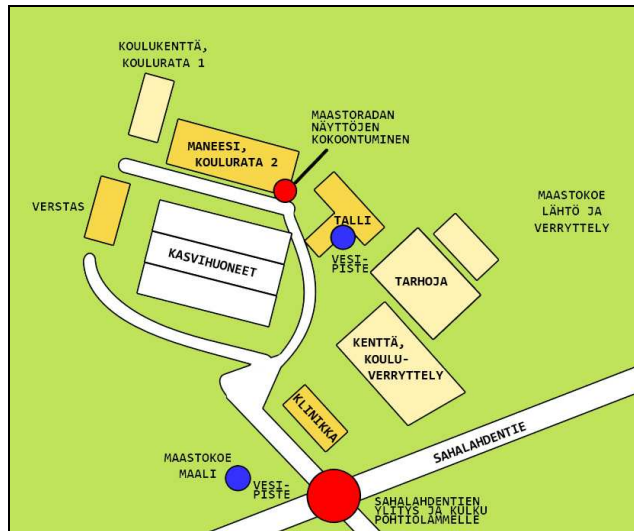 KOULUKENTTÄ,
KOULURATA 1
MAASTORADAN
NÄYTTÖJEN
KOKOONTUMINEN
MANEESI,
KOULURATA 2
VERSTAS
TALLI
MAASTOKOE
LÄHTÖ JA
VERRYTTELY
VESI-
PISTE
KASVIHUONEET
TARHOJA
KENTTÄ,
KOULU-
VERRYTTELY
KLINIKKA
SAHALAHDENTIE
MAASTOKOE
MAALI
VESI-
PISTE
SAHALAHDENTIEN
YLITYS JA KULKU
POHTIOLAMMELLE